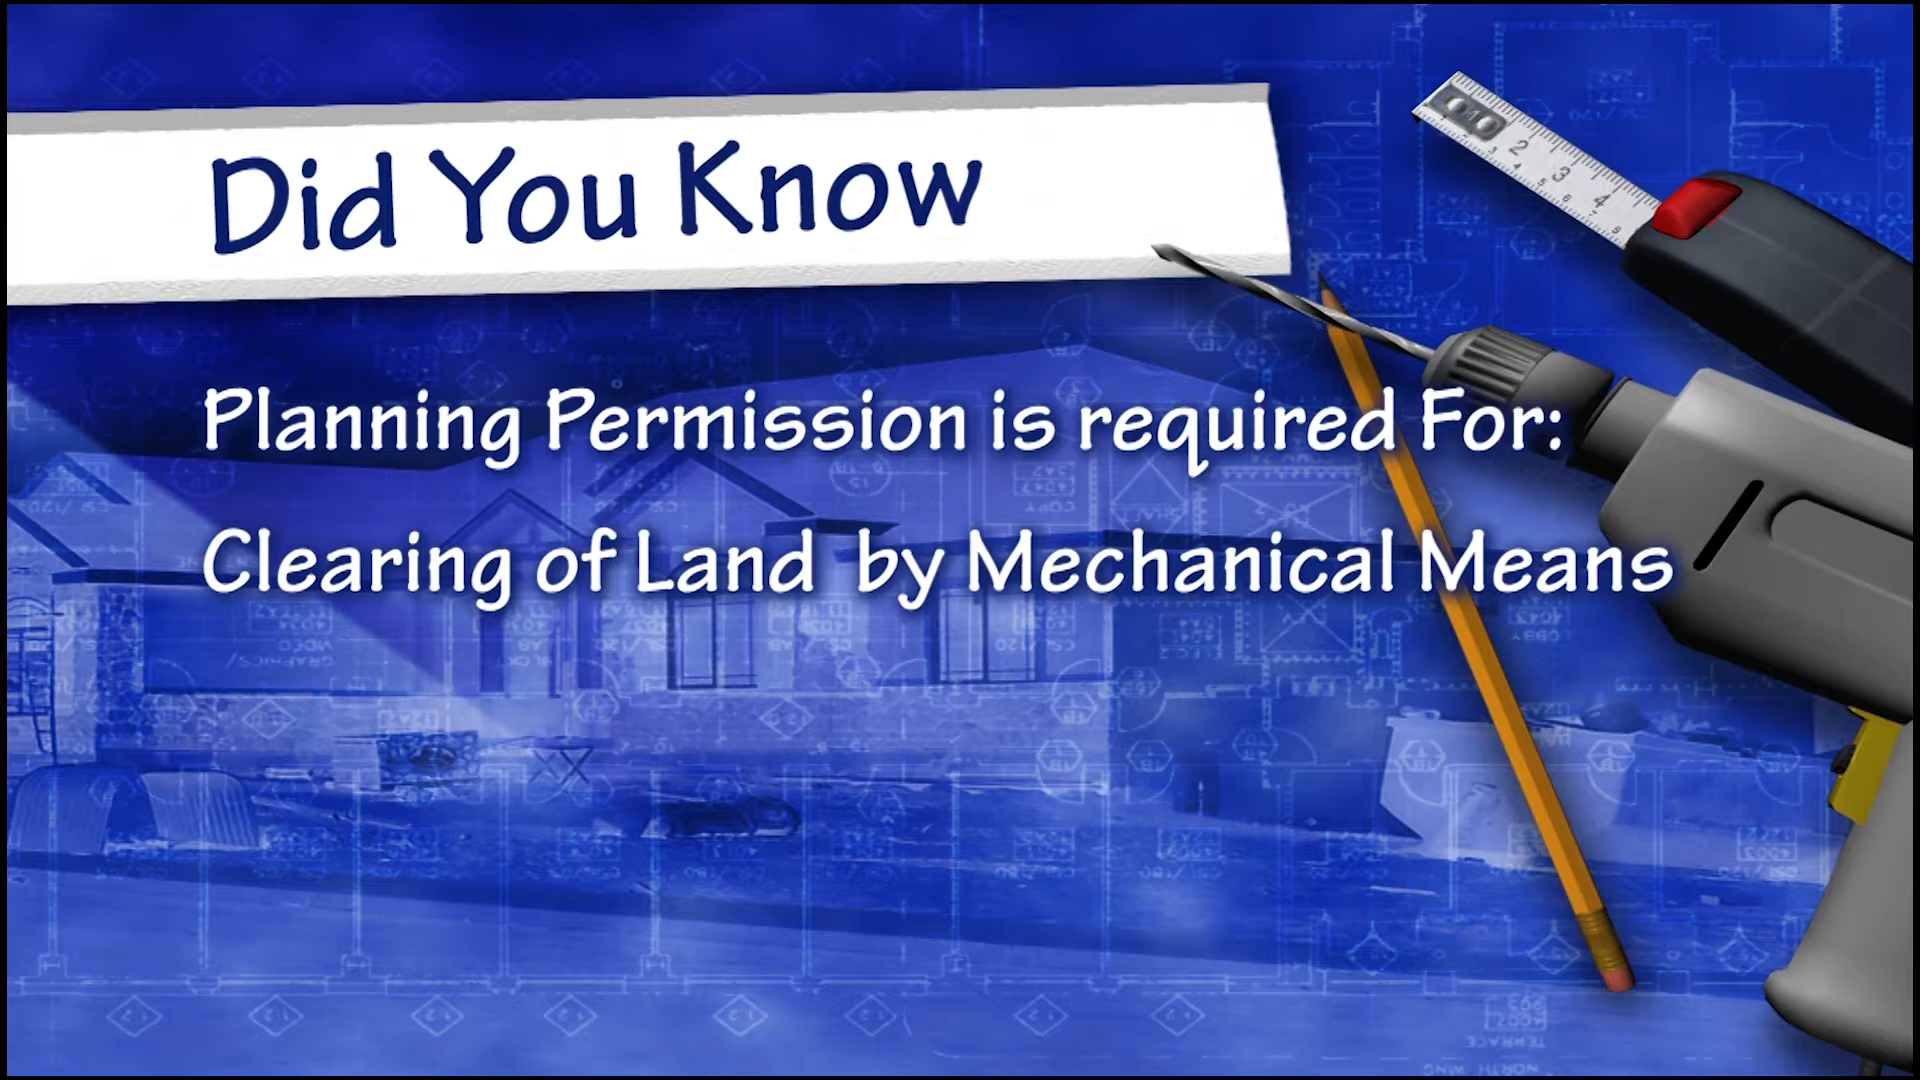 Did You Know
Planning Permission is required For:
Clearing of Land by Mechanical Means